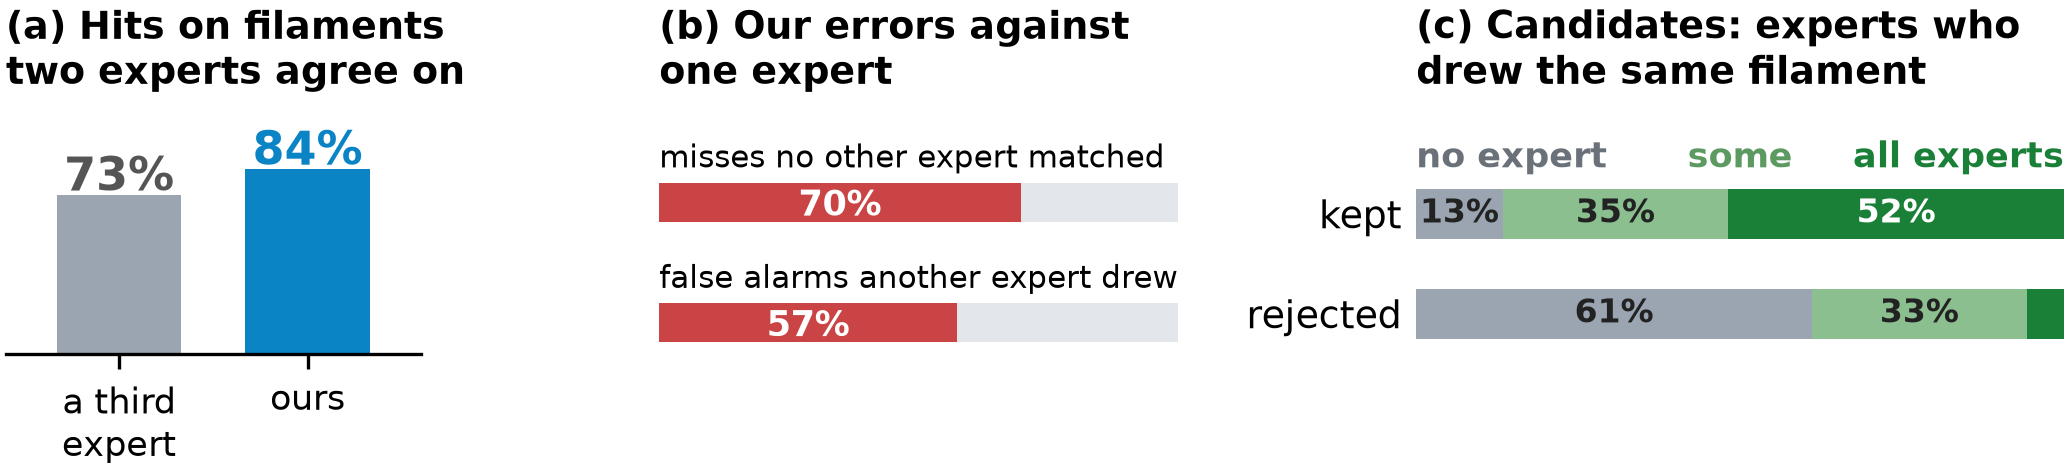 (a) Hits on filaments
two experts agree on
73%
84%
a third
expert
ours
(b) Our errors against
one expert
misses no other expert matched
70%
false alarms another expert drew
57%
(c) Candidates: experts who
drew the same filament
no expert some all experts
kept 13% 35% 52%
rejected 61% 33%